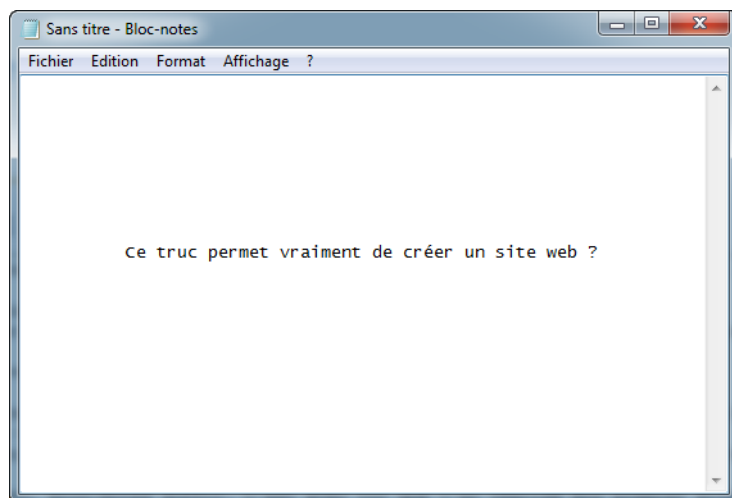 Sans titre - Bloc-notes
Fichier Edition Format Affichage ?
Ce truc permet vraiment de créer un site web ?